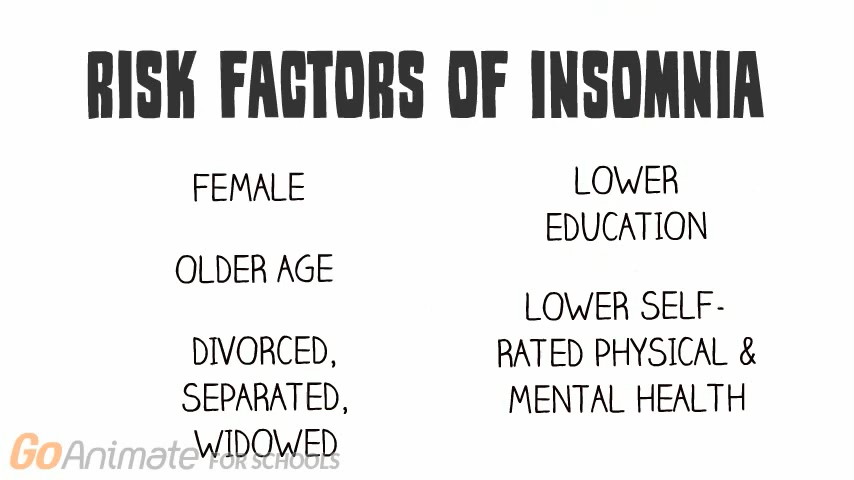 RISK FACTORS OF INSOMNIA
FEMALE
OLDER AGE
DIVORCED,
SEPARATED,
WIDOWED
LOWER
EDUCATION
LOWER SELF-
RATED PHYSICAL &
MENTAL HEALTH
GoAnimate FOR SCHOOLS